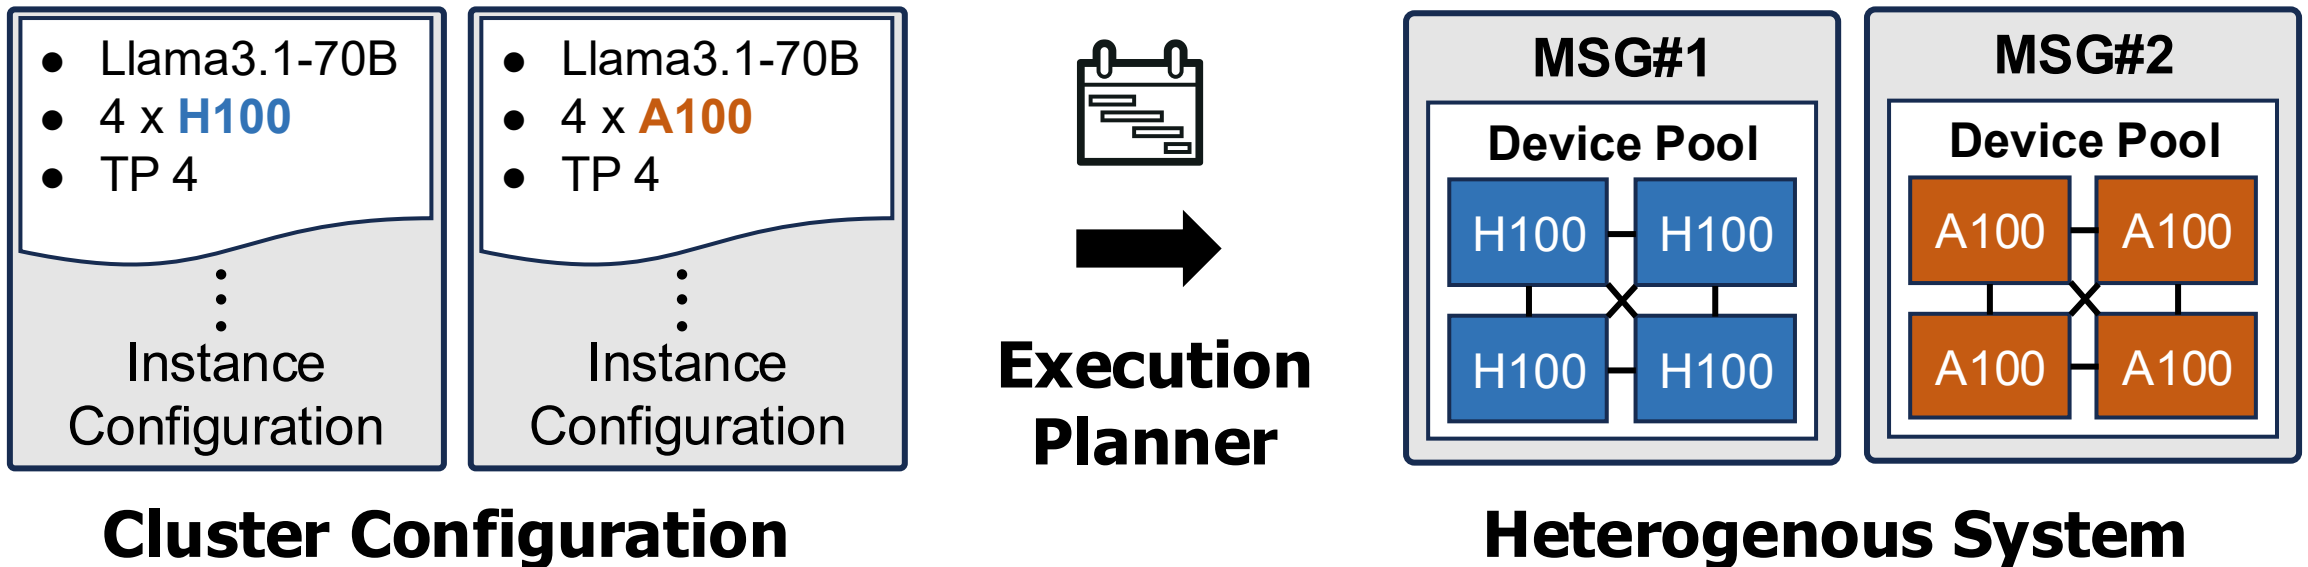 ● Llama3.1-70B
● 4 x H100
● TP 4
Instance
Configuration
● Llama3.1-70B
● 4 x A100
● TP 4
Instance
Configuration
Cluster Configuration
Execution
Planner
MSG#1
Device Pool
H100 H100
H100 H100
MSG#2
Device Pool
A100 A100
A100 A100
Heterogenous System